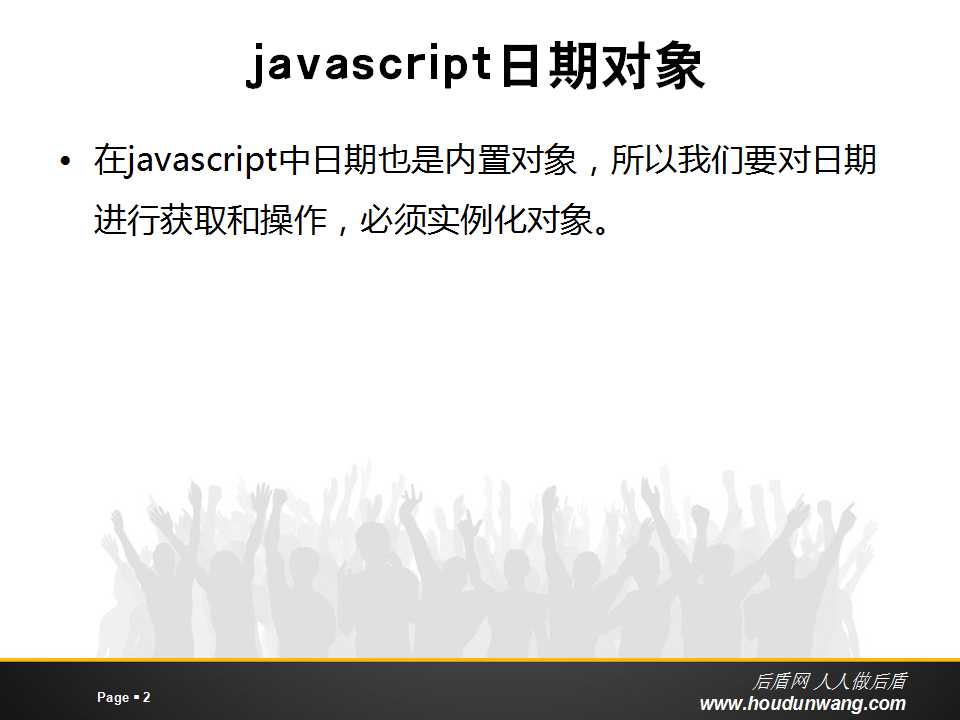 javascript日期对象
• 在javascript中日期也是内置对象，所以我们要对日期
进行获取和操作，必须实例化对象。
后盾网 人人做后盾
Page ▪ 2
www.houdunwang.com